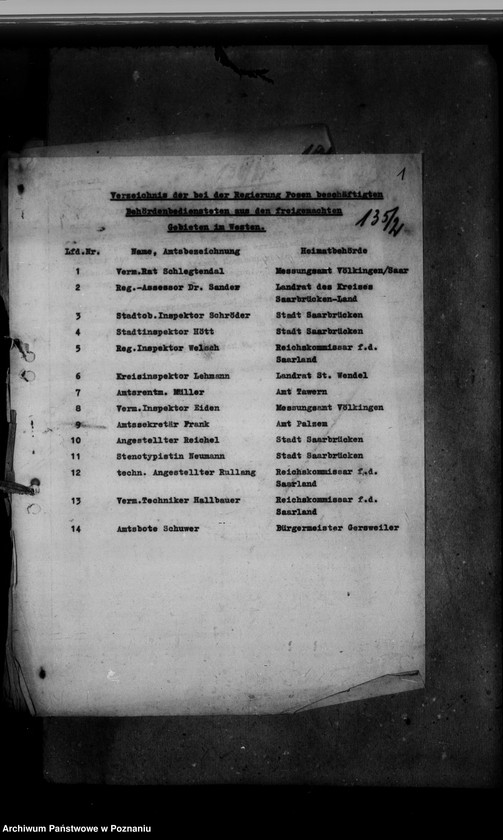 1
Verzeichnis der bei der Regierung Posen beschäftigten
Behördenbediensteten aus den freigemachten
Gebieten im Westen.
135/21
Lfd.Nr. Name, Amtsbezeichnung Heimatbehörde
1 Verm.Rat Schlegtendal Messungsamt Völkingen/Saar
2 Reg.-Assessor Dr. Sander Landrat des Kreises
Saarbrücken-Land
3 Stadtob.Inspektor Schröder Stadt Saarbrücken
4 Stadtinspektor Hött Stadt Saarbrücken
5 Reg.Inspektor Welsch Reichskommissar f.d.
Saarland
6 Kreisinspektor Lehmann Landrat St. Wendel
7 Amtsrentm. Müller Amt Tawern
8 Verm.Inspektor Eiden Messungsamt Völkingen
9 Amtssekretär Frank Amt Palzem
10 Angestellter Reichel Stadt Saarbrücken
11 Stenotypistin Neumann Stadt Saarbrücken
12 techn. Angestellter Rullang Reichskommissar f.d.
Saarland
13 Verm.Techniker Hallbauer Reichskommissar f.d.
Saarland
14 Amtsbote Schuwer Bürgermeister Gersweiler
Archiwum Państwowe w Poznaniu